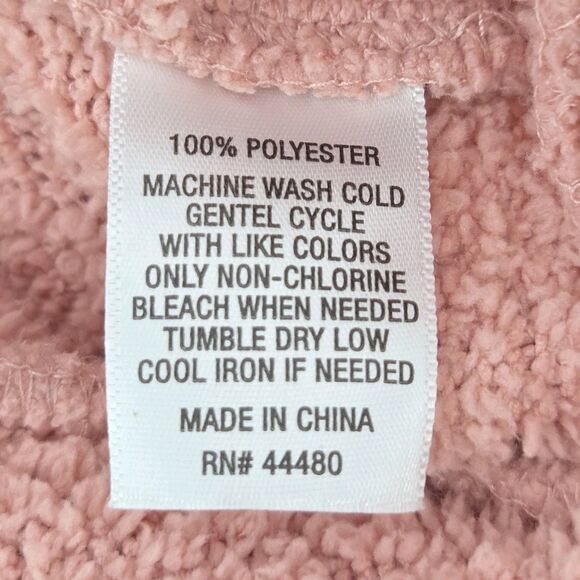 100% POLYESTER
MACHINE WASH COLD
GENTEL CYCLE
WITH LIKE COLORS
ONLY NON-CHLORINE
BLEACH WHEN NEEDED
TUMBLE DRY LOW
COOL IRON IF NEEDED
MADE IN CHINA
RN# 44480